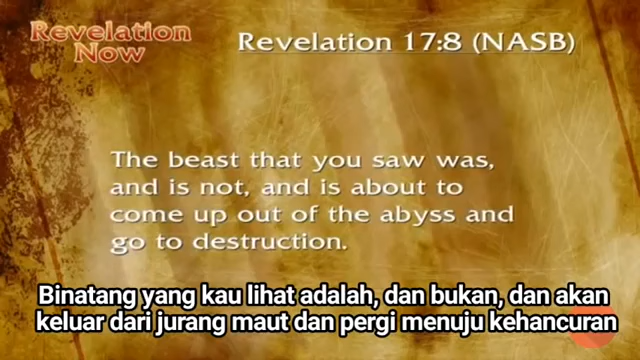 Revelation
Now
Revelation 17:8 (NASB)
The beast that you saw was,
and is not, and is about to
come up out of the abyss and
go to destruction.
Binatang yang kau lihat adalah, dan bukan, dan akan
keluar dari jurang maut dan pergi menuju kehancuran